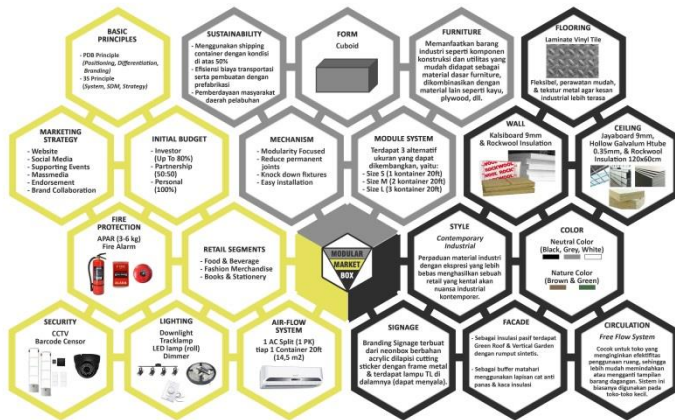 BASIC
PRINCIPLES
- PDB Principle
(Positioning, Differentiation,
Branding)
- 3S Principle
(System, SDM, Strategy)
SUSTAINABILITY
- Menggunakan shipping
container dengan kondisi
di atas 50%
- Efisiensi biaya transportasi
serta pembuatan dengan
prefabrikasi
- Pemberdayaan masyarakat
daerah pelabuhan
FORM
Cuboid
FURNITURE
Memanfaatkan barang
industri seperti komponen
konstruksi dan utilitas yang
mudah didapat sebagai
material dasar furniture,
dikombinasikan dengan
material lain seperti kayu,
plywood, dll.
FLOORING
Laminate Vinyl Tile
Fleksibel, perawatan mudah,
& tekstur metal agar kesan
industrial lebih terasa
MARKETING
STRATEGY
- Website
- Social Media
- Supporting Events
- Massmedia
- Endorsement
- Brand Collaboration
INITIAL BUDGET
- Investor
(Up To 80%)
- Partnership
(50:50)
- Personal
(100%)
MECHANISM
- Modularity Focused
- Reduce permanent
joints
- Knock down fixtures
- Easy installation
MODULE SYSTEM
Terdapat 3 alternatif
ukuran yang dapat
dikembangkan, yaitu:
- Size S (1 kontainer 20ft)
- Size M (2 kontainer 20ft)
- Size L (3 kontainer 20ft)
WALL
Kalsiboard 9mm
& Rockwool Insulation
CEILING
Jayaboard 9mm,
Hollow Galvalum Htube
0.35mm, & Rockwool
Insulation 120x60cm
FIRE
PROTECTION
APAR (3-6 kg)
Fire Alarm
RETAIL SEGMENTS
- Food & Beverage
- Fashion Merchandise
- Books & Stationery
MODULAR
MARKET
BOX
STYLE
Contemporary
Industrial
Perpaduan material industri
dengan ekspresi yang lebih
bebas menghasilkan sebuah
retail yang kental akan
nuansa industrial
kontemporer.
COLOR
Neutral Color
(Black, Grey, White)
Nature Color
(Brown & Green)
SECURITY
CCTV
Barcode Censor
LIGHTING
Downlight
Tracklamp
LED lamp (roll)
Dimmer
AIR-FLOW
SYSTEM
1 AC Split (1 PK)
tiap 1 Container 20ft
(14,5 m2)
SIGNAGE
Branding Signage terbuat
dari neonbox berbahan
acrylic dilapisi cutting
sticker dengan frame metal
& terdapat lampu TL di
dalamnya (dapat menyala).
FACADE
- Sebagai insulasi pasif terdapat
Green Roof & Vertical Garden
dengan rumput sintetis.
- Sebagai buffer matahari
menggunakan lapisan cat anti
panas & kaca insulasi
CIRCULATION
Free Flow System
Cocok untuk toko yang
menginginkan efektifitas
penggunaan ruang, sehingga
lebih mudah memindahkan
atau mengganti tampilan
barang dagangan. Sistem ini
biasanya digunakan pada
toko-toko kecil.